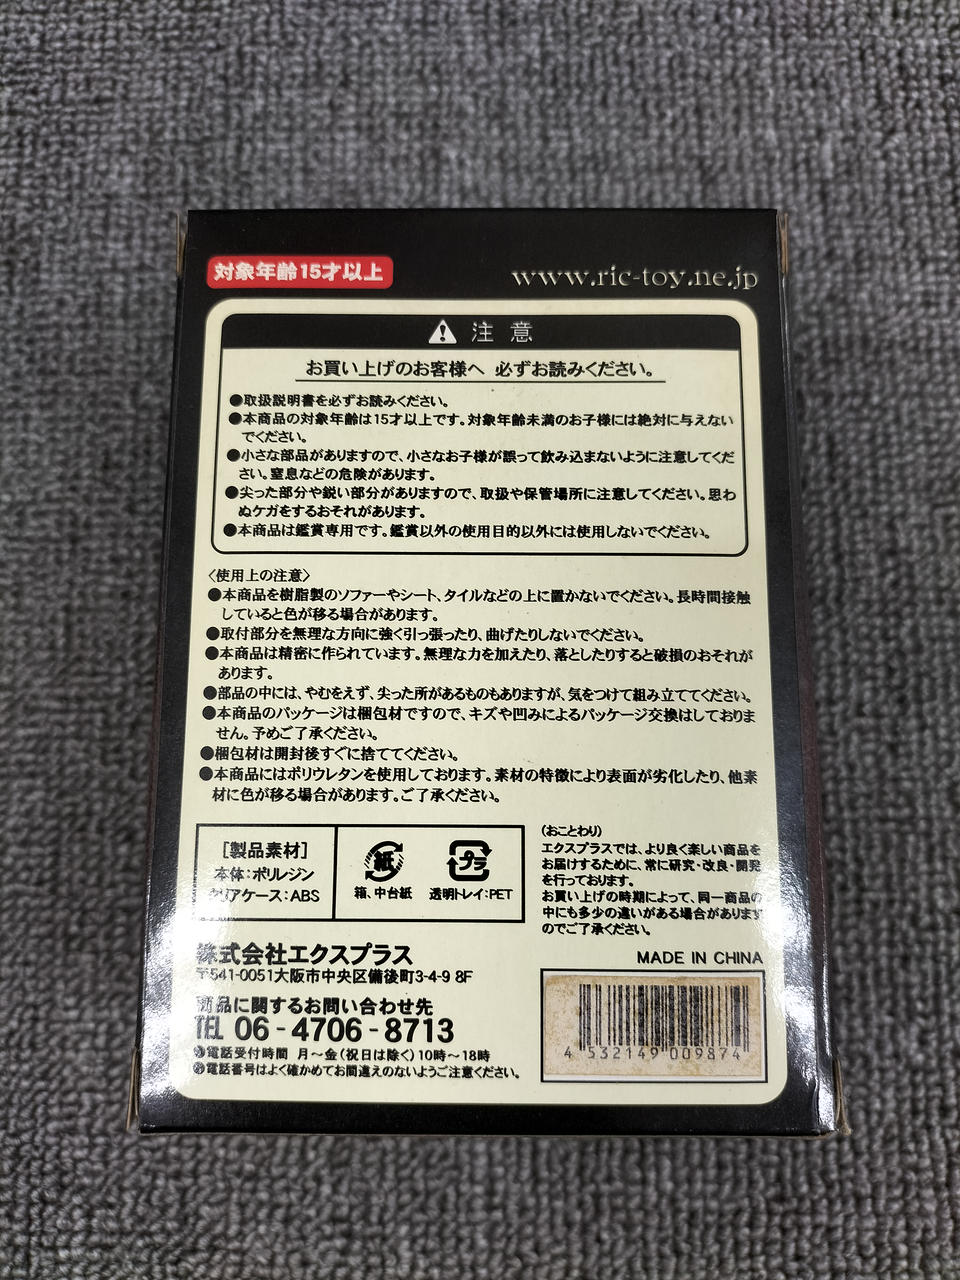 対象年齢15才以上
www.ric-toy.ne.jp
注意
お買い上げのお客様へ 必ずお読みください。
●取扱説明書を必ずお読みください。
●本商品の対象年齢は15才以上です。対象年齢未満のお子様には絶対に与えない
でください。
●小さな部品がありますので、小さなお子様が誤って飲み込まないように注意してくだ
さい。窒息などの危険があります。
●尖った部分や鋭い部分がありますので、取扱や保管場所に注意してください。思わ
ぬケガをするおそれがあります。
●本商品は鑑賞専用です。鑑賞以外の使用目的以外には使用しないでください。
〈使用上の注意〉
●本商品を樹脂製のソファーやシート、タイルなどの上に置かないでください。長時間接触
していると色が移る場合があります。
●取付部分を無理な方向に強く引っ張ったり、曲げたりしないでください。
●本商品は精密に作られています。無理な力を加えたり、落としたりすると破損のおそれが
あります。
●部品の中には、やむをえず、尖った所があるものもありますが、気をつけて組み立ててください。
●本商品のパッケージは梱包材ですので、キズや凹みによるパッケージ交換はしておりま
せん。予めご了承ください。
●梱包材は開封後すぐに捨ててください。
●本商品にはポリウレタンを使用しております。素材の特徴により表面が劣化したり、他素
材に色が移る場合があります。ご了承ください。
[製品素材]
本体:ポリレジン
クリアケース:ABS
紙
箱、中台紙
プラ
透明トレイ:PET
(おことわり)
エクスプラスでは、より良く楽しい商品を
お届けするために、常に研究・改良・開発
を行っております。
お買い上げの時期によって、同一商品の
中にも多少の違いがある場合があります
のでご了承ください。
株式会社エクスプラス
〒541-0051大阪市中央区備後町3-4-9 8F
商品に関するお問い合わせ先
TEL 06-4706-8713
●電話受付時間 月～金(祝日は除く)10時～18時
●電話番号はよく確かめてお間違えのないようご注意ください。
MADE IN CHINA
4 532149 009874